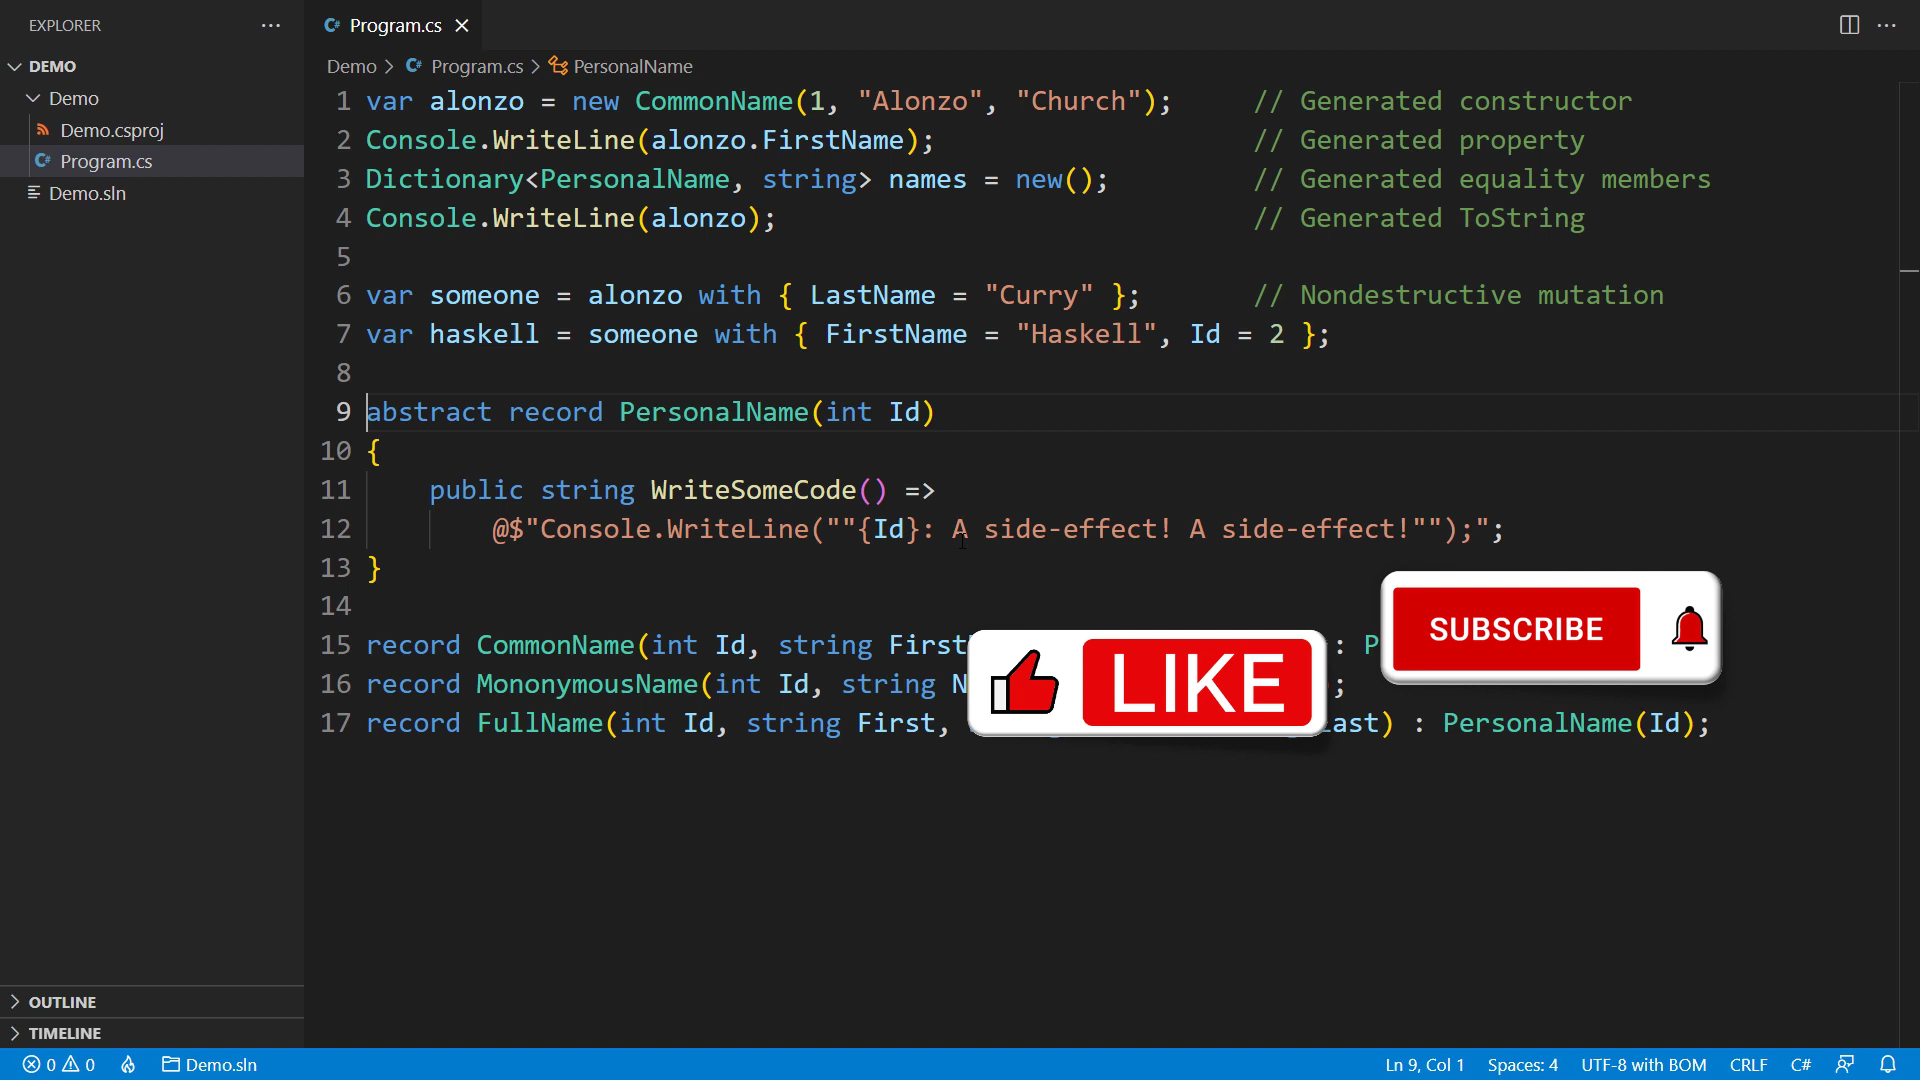 EXPLORER
DEMO
Demo
Demo.csproj
C# Program.cs
Demo.sln
OUTLINE
TIMELINE
C# Program.cs
Demo > C# Program.cs > PersonalName
1 var alonzo = new CommonName(1, "Alonzo", "Church"); // Generated constructor
2 Console.WriteLine(alonzo.FirstName); // Generated property
3 Dictionary<PersonalName, string> names = new(); // Generated equality members
4 Console.WriteLine(alonzo); // Generated ToString
5
6 var someone = alonzo with { LastName = "Curry" }; // Nondestructive mutation
7 var haskell = someone with { FirstName = "Haskell", Id = 2 };
8
9 abstract record PersonalName(int Id)
10 {
11 public string WriteSomeCode() =>
12 @$"Console.WriteLine(""{Id}: A side-effect! A side-effect!"");";
13 }
14
15 record CommonName(int Id, string First : P
16 record MononymousName(int Id, string N ;
17 record FullName(int Id, string First, ast) : PersonalName(Id);
LIKE
SUBSCRIBE
0 0 Demo.sln Ln 9, Col 1 Spaces: 4 UTF-8 with BOM CRLF C#